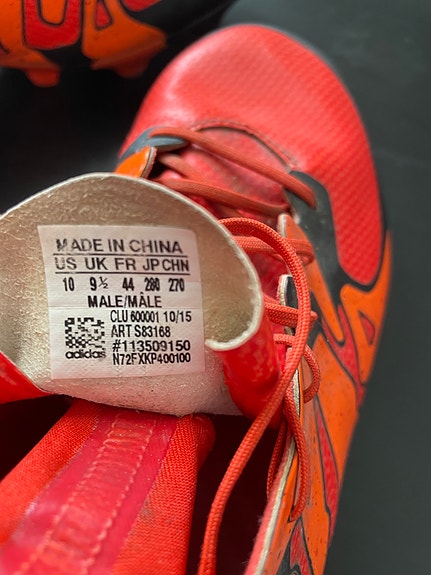 MADE IN CHINA
US UK FR JP CHN
10 9½ 44 280 270
MALE/MÂLE
CLU 600001 10/15
ART S83168
#113509150
adidas N72FXKP400100